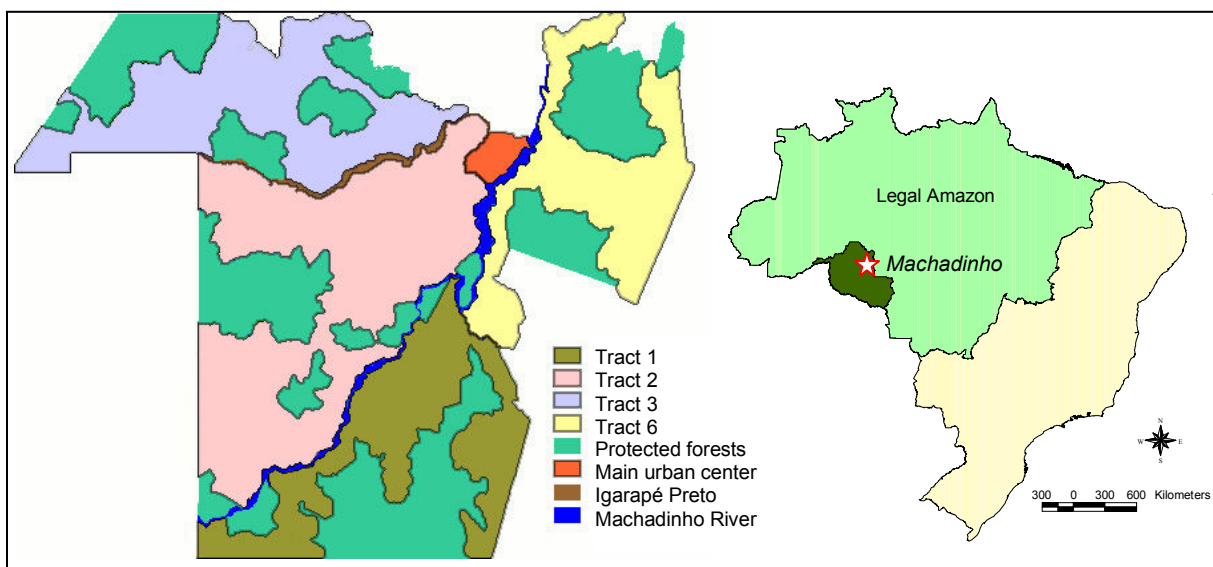 Tract 1
Tract 2
Tract 3
Tract 6
Protected forests
Main urban center
Igarapé Preto
Machadinho River
Legal Amazon
Machadinho
N
W E
S
300 0 300 600 Kilometers